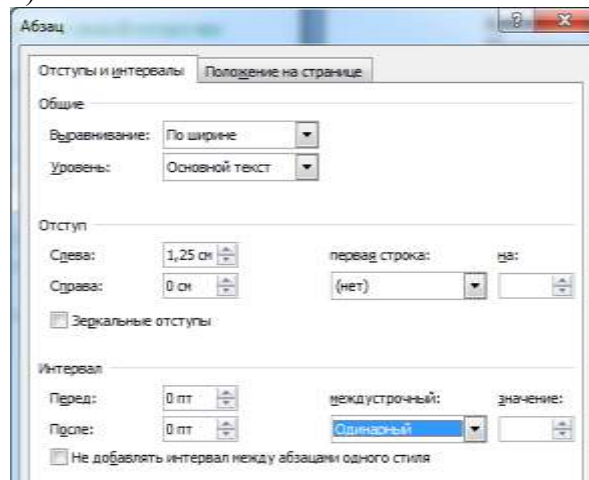 )
Абзац
Отступы и интервалы Положение на странице
Общие
Выравнивание: По ширине
Уровень: Основной текст
Отступ
Слева: 1,25 см первая строка: на:
Справа: 0 см (нет)
Зеркальные отступы
Интервал
Перед: 0 пт междустрочный: значение:
После: 0 пт Одинарный
Не добавлять интервал между абзацами одного стиля